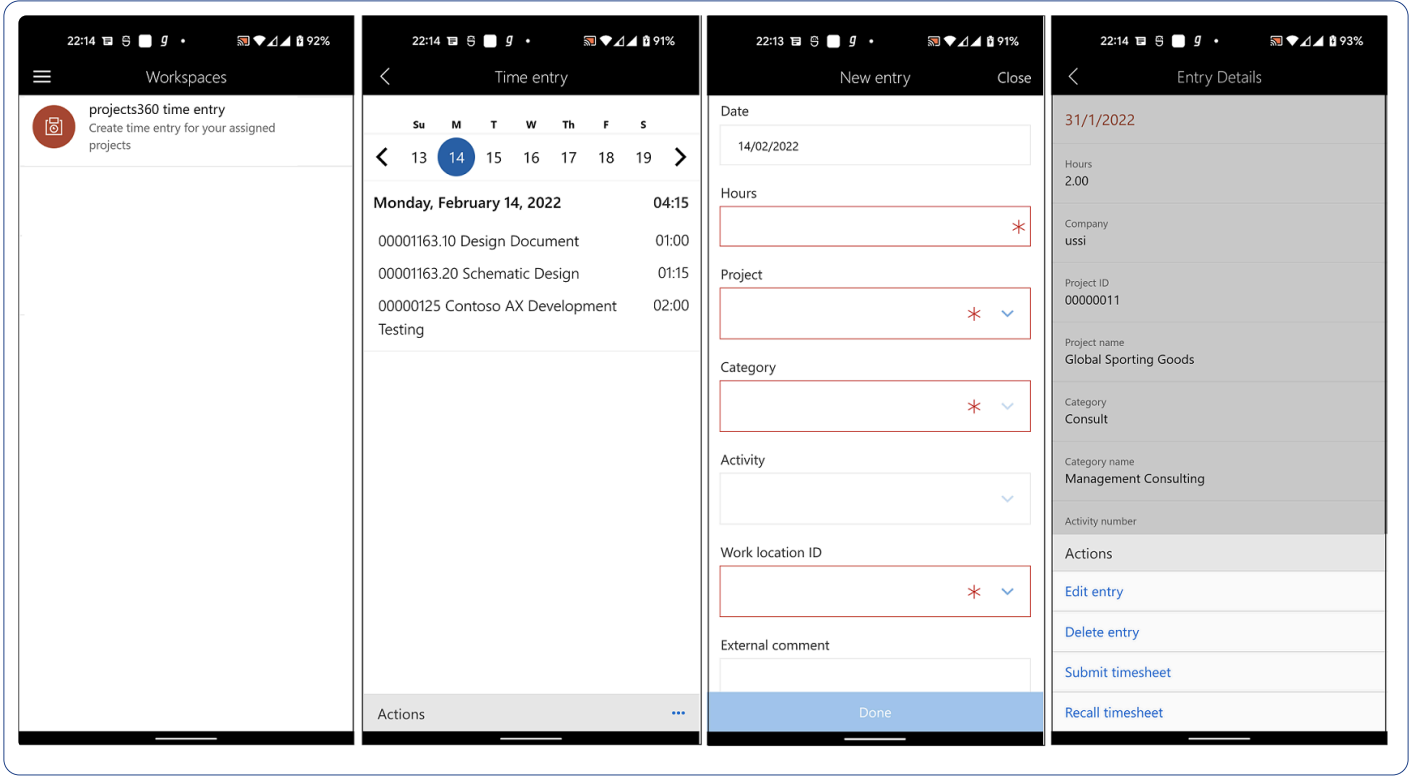 22:14 92%
Workspaces
projects360 time entry
Create time entry for your assigned
projects
22:14 91%
Time entry
Su M T W Th F S
13 14 15 16 17 18 19
Monday, February 14, 2022 04:15
00001163.10 Design Document 01:00
00001163.20 Schematic Design 01:15
00000125 Contoso AX Development 02:00
Testing
Actions ...
22:13 91%
New entry Close
Date
14/02/2022
Hours
*
Project
*
Category
*
Activity
Work location ID
*
External comment
Done
22:14 93%
Entry Details
31/1/2022
Hours
2.00
Company
ussi
Project ID
00000011
Project name
Global Sporting Goods
Category
Consult
Category name
Management Consulting
Activity number
Actions
Edit entry
Delete entry
Submit timesheet
Recall timesheet